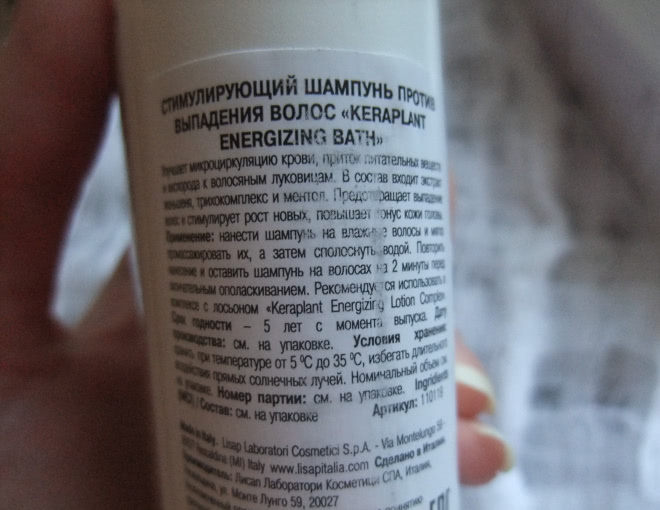 СТИМУЛИРУЮЩИЙ ШАМПУНЬ ПРОТИВ
ВЫПАДЕНИЯ ВОЛОС «KERAPLANT
ENERGIZING BATH»
Улучшает микроциркуляцию крови, приток питательных веществ
и кислорода к волосяным луковицам. В состав входит экстракт
женьшеня, трихокомплекс и ментол. Предотвращает выпадение
волос и стимулирует рост новых, повышает тонус кожи головы.
Применение: нанести шампунь на влажные волосы и мягко
промассировать их, а затем сполоснуть водой. Повторить
нанесение и оставить шампунь на волосах на 2 минуты перед
окончательным ополаскиванием. Рекомендуется использовать в
комплексе с лосьоном «Keraplant Energizing Lotion Complex».
Срок годности – 5 лет с момента выпуска. Дату
производства: см. на упаковке. Условия хранения:
хранить при температуре от 5 ºС до 35 ºС, избегать длительного
воздействия прямых солнечных лучей. Номинальный объем: см.
на упаковке. Номер партии: см. на упаковке. Ingridients
(INCI) / Состав: см. на упаковке Артикул: 110116
Made in Italy. Lisap Laboratori Cosmetici S.p.A. - Via Montelungo 59 -
Rescaldina (MI) Italy www.lisapitalia.com Сделано в Италии.
Производитель: Лисап Лаборатори Косметици СПА, Италия,
ул. Монте Лунго 59, 20027